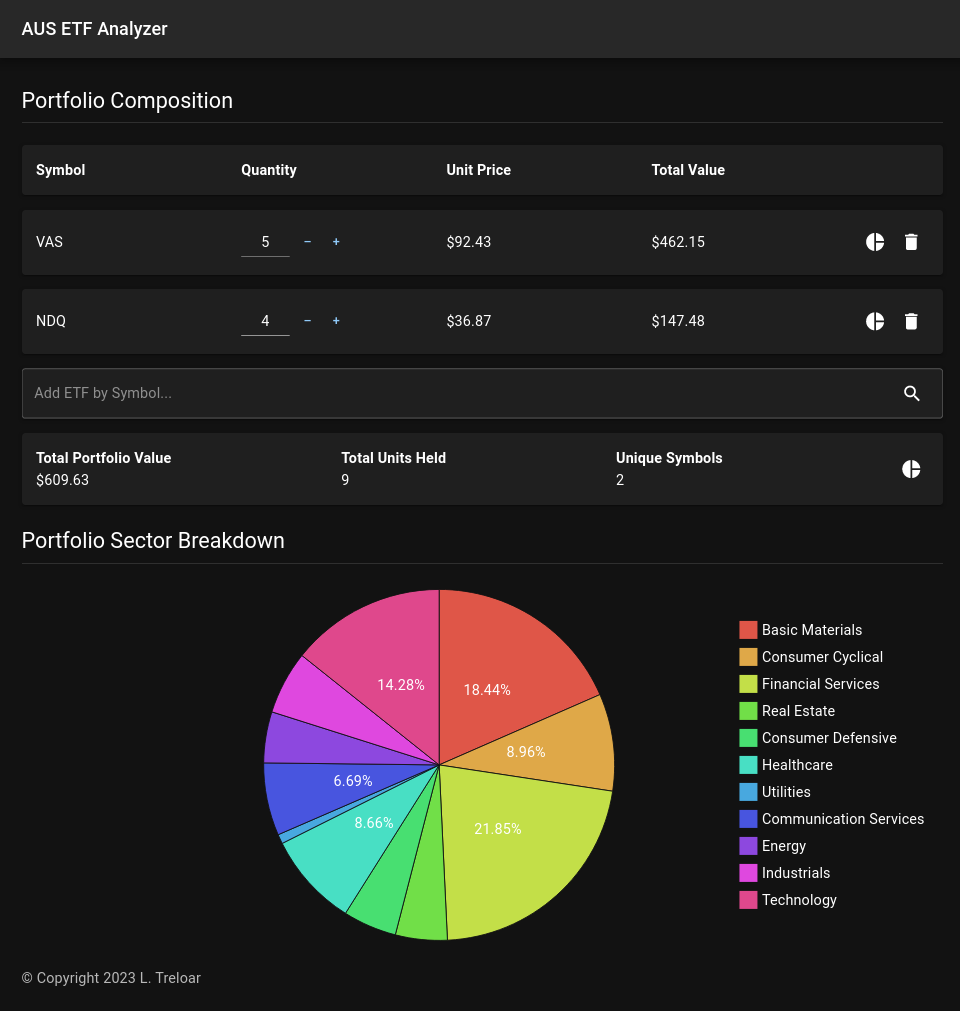 AUS ETF Analyzer
Portfolio Composition
Symbol Quantity Unit Price Total Value
VAS 5 − + $92.43 $462.15
NDQ 4 − + $36.87 $147.48
Add ETF by Symbol...
Total Portfolio Value Total Units Held Unique Symbols
$609.63 9 2
Portfolio Sector Breakdown
14.28%
18.44%
8.96%
6.69%
8.66%
21.85%
Basic Materials
Consumer Cyclical
Financial Services
Real Estate
Consumer Defensive
Healthcare
Utilities
Communication Services
Energy
Industrials
Technology
© Copyright 2023 L. Treloar